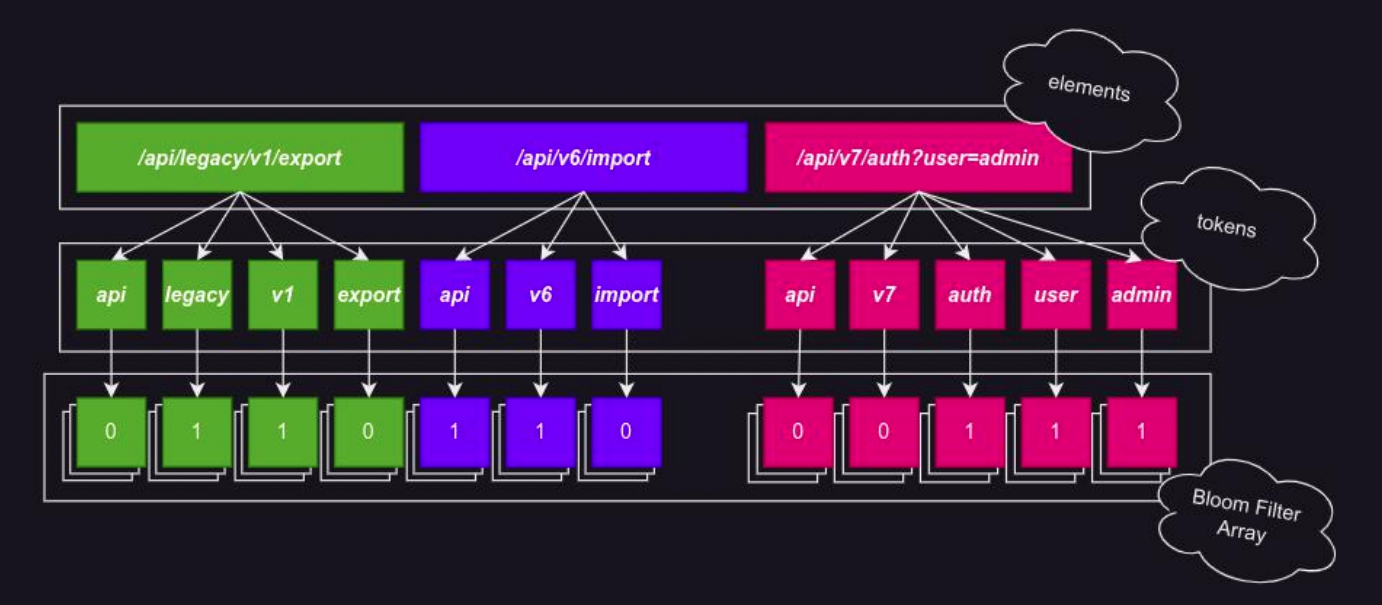 elements
/api/legacy/v1/export
/api/v6/import
/api/v7/auth?user=admin
tokens
api
legacy
v1
export
api
v6
import
api
v7
auth
user
admin
0
1
1
0
1
1
0
0
0
1
1
1
Bloom Filter
Array